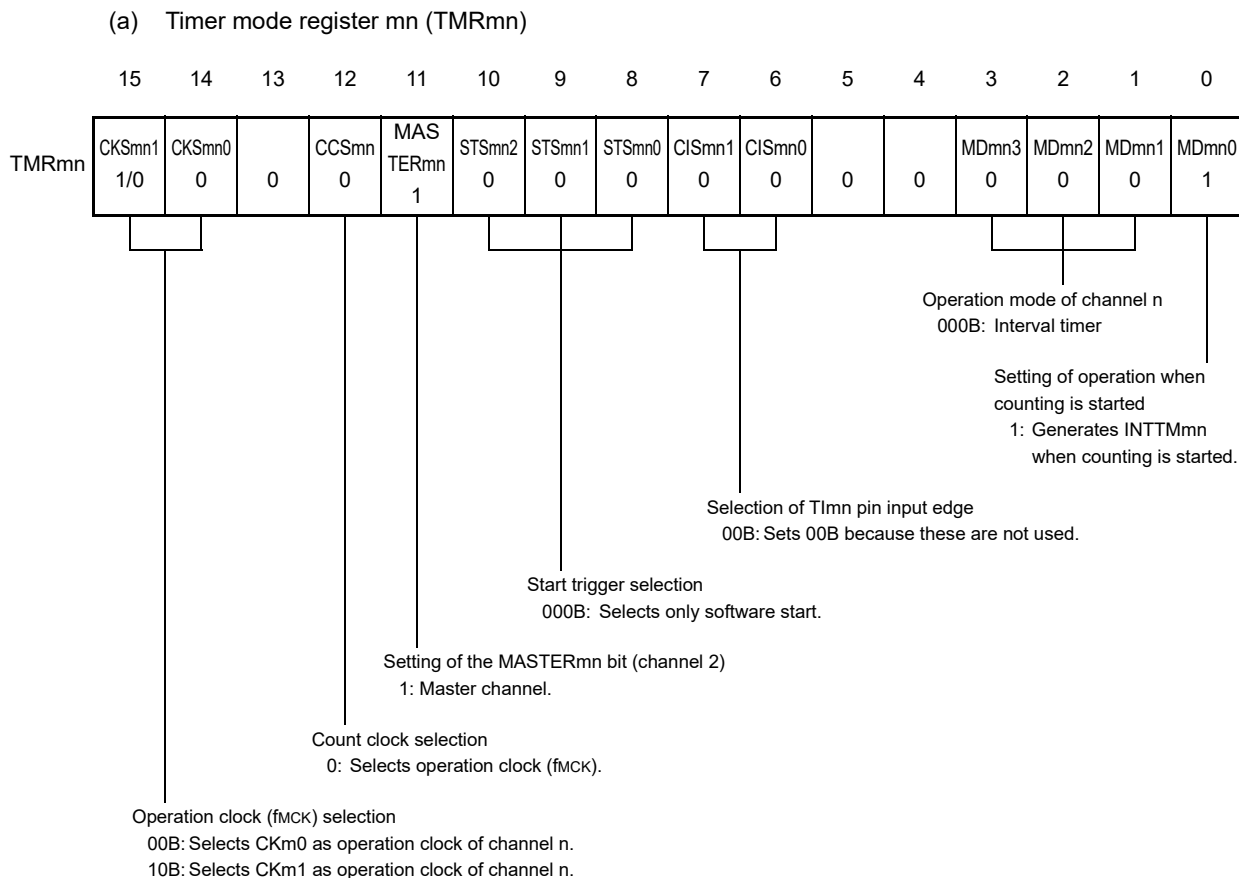 (a) Timer mode register mn (TMRmn)
15 14 13 12 11 10 9 8 7 6 5 4 3 2 1 0
TMRmn
CKSmn1 CKSmn0 CCSmn MAS TERmn STSmn2 STSmn1 STSmn0 CISmn1 CISmn0 MDmn3 MDmn2 MDmn1 MDmn0
1/0 0 0 0 1 0 0 0 0 0 0 0 0 0 0 1
Operation mode of channel n
000B: Interval timer
Setting of operation when
counting is started
1: Generates INTTMmn
when counting is started.
Selection of TImn pin input edge
00B: Sets 00B because these are not used.
Start trigger selection
000B: Selects only software start.
Setting of the MASTERmn bit (channel 2)
1: Master channel.
Count clock selection
0: Selects operation clock (fMCK).
Operation clock (fMCK) selection
00B: Selects CKm0 as operation clock of channel n.
10B: Selects CKm1 as operation clock of channel n.